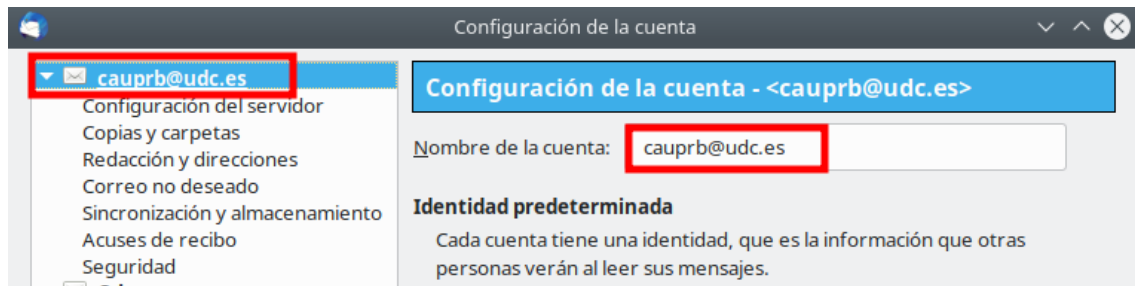 Configuración de la cuenta
cauprb@udc.es
Configuración del servidor
Copias y carpetas
Redacción y direcciones
Correo no deseado
Sincronización y almacenamiento
Acuses de recibo
Seguridad
Configuración de la cuenta - <cauprb@udc.es>
Nombre de la cuenta: cauprb@udc.es
Identidad predeterminada
Cada cuenta tiene una identidad, que es la información que otras
personas verán al leer sus mensajes.